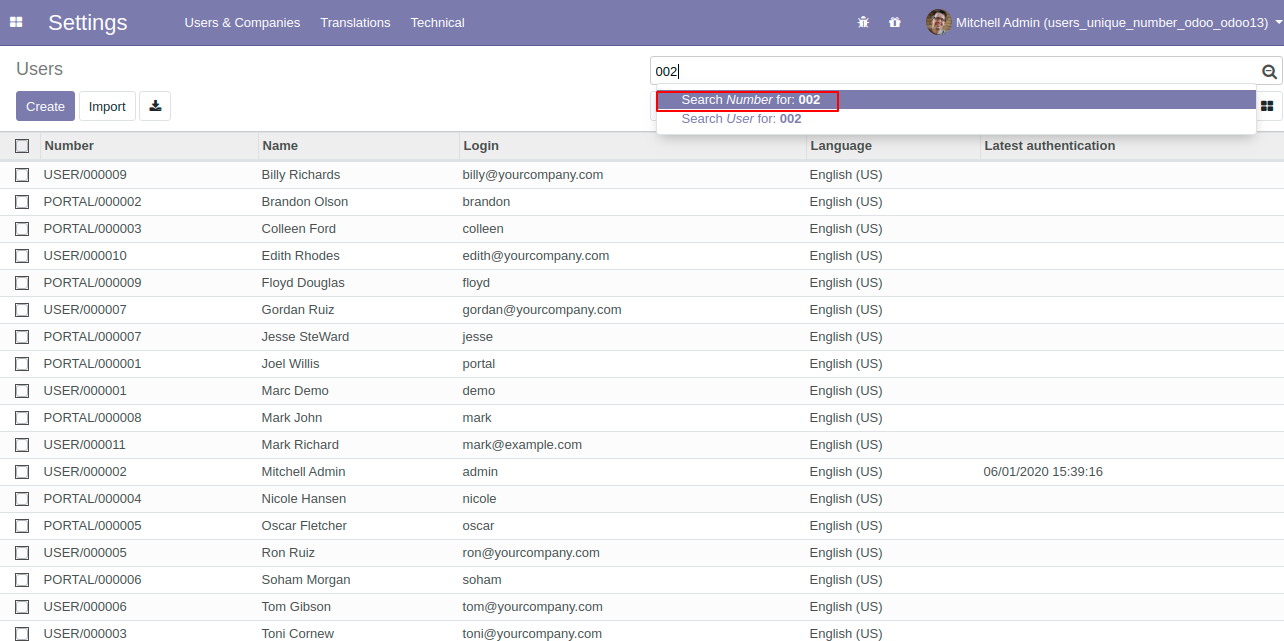 Settings Users & Companies Translations Technical Mitchell Admin (users_unique_number_odoo_odoo13)
Users 002
Create Import
Search Number for: 002
Search User for: 002
Number Name Login Language Latest authentication
USER/000009 Billy Richards billy@yourcompany.com English (US)
PORTAL/000002 Brandon Olson brandon English (US)
PORTAL/000003 Colleen Ford colleen English (US)
USER/000010 Edith Rhodes edith@yourcompany.com English (US)
PORTAL/000009 Floyd Douglas floyd English (US)
USER/000007 Gordan Ruiz gordan@yourcompany.com English (US)
PORTAL/000007 Jesse SteWard jesse English (US)
PORTAL/000001 Joel Willis portal English (US)
USER/000001 Marc Demo demo English (US)
PORTAL/000008 Mark John mark English (US)
USER/000011 Mark Richard mark@example.com English (US)
USER/000002 Mitchell Admin admin English (US) 06/01/2020 15:39:16
PORTAL/000004 Nicole Hansen nicole English (US)
PORTAL/000005 Oscar Fletcher oscar English (US)
USER/000005 Ron Ruiz ron@yourcompany.com English (US)
PORTAL/000006 Soham Morgan soham English (US)
USER/000006 Tom Gibson tom@yourcompany.com English (US)
USER/000003 Toni Cornew toni@yourcompany.com English (US)